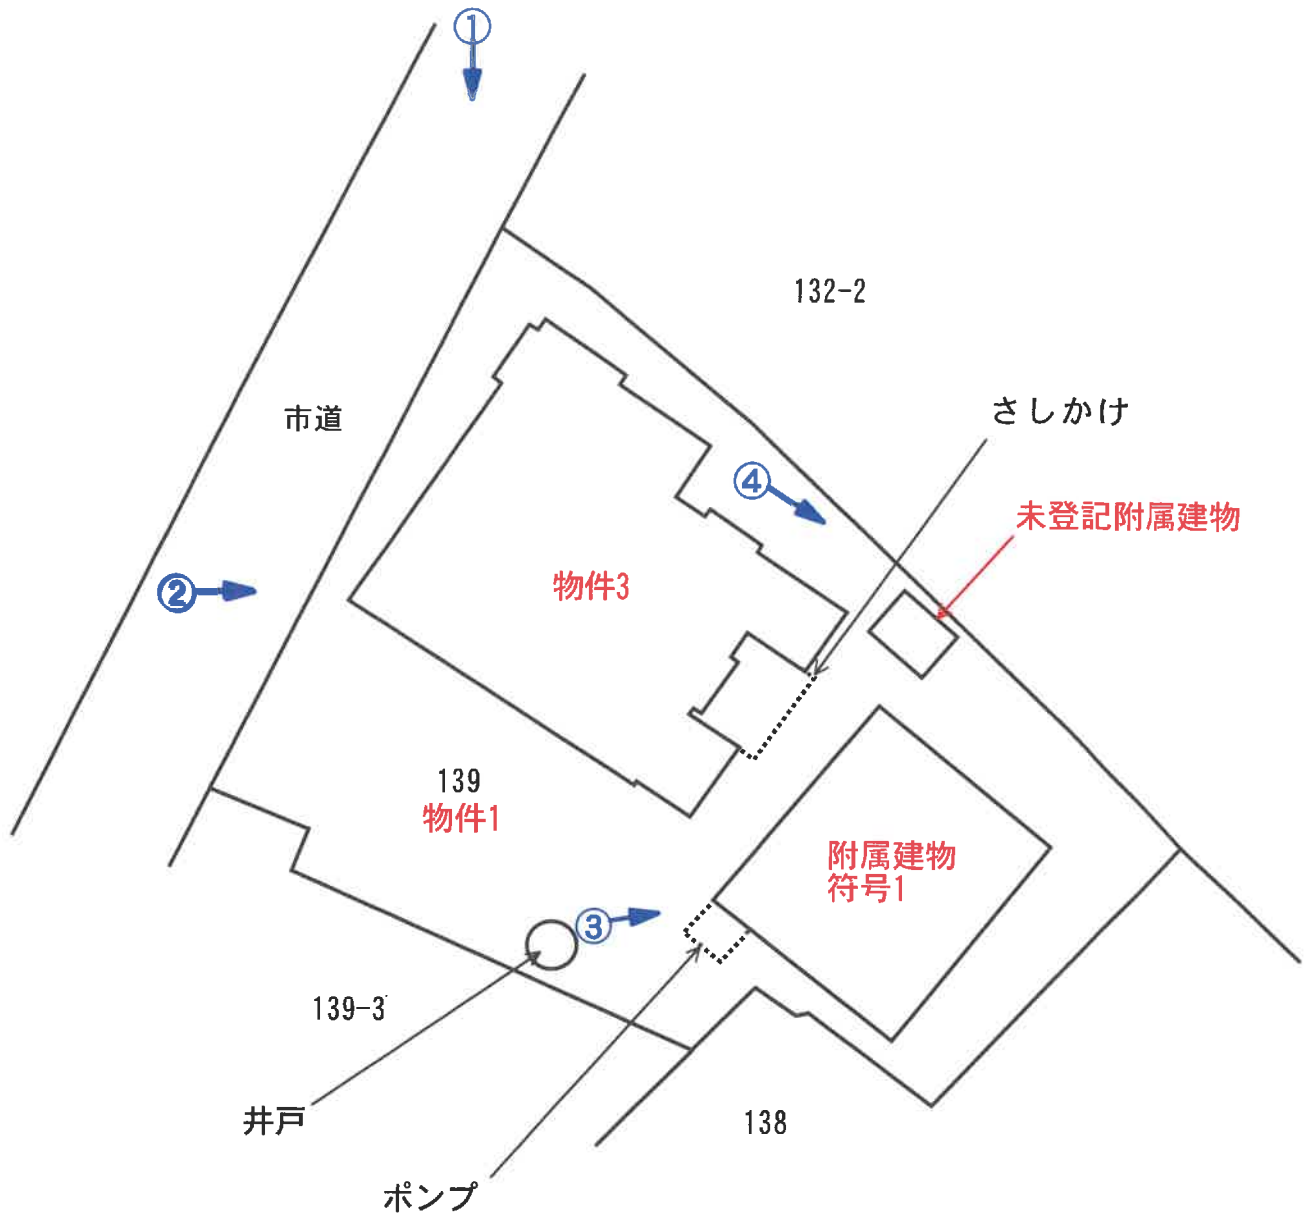 ①
132-2
さしかけ
市道
④
未登記附属建物
②
物件3
139
物件1
附属建物
符号1
③
139-3
井戸
138
ポンプ